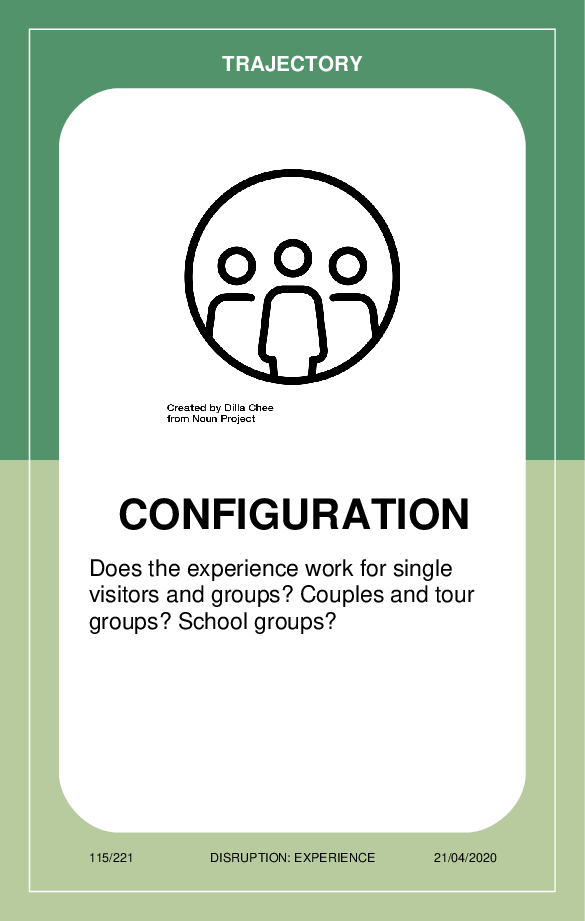 TRAJECTORY
Created by Dilla Chee
from Noun Project
CONFIGURATION
Does the experience work for single
visitors and groups? Couples and tour
groups? School groups?
115/221
DISRUPTION: EXPERIENCE
21/04/2020